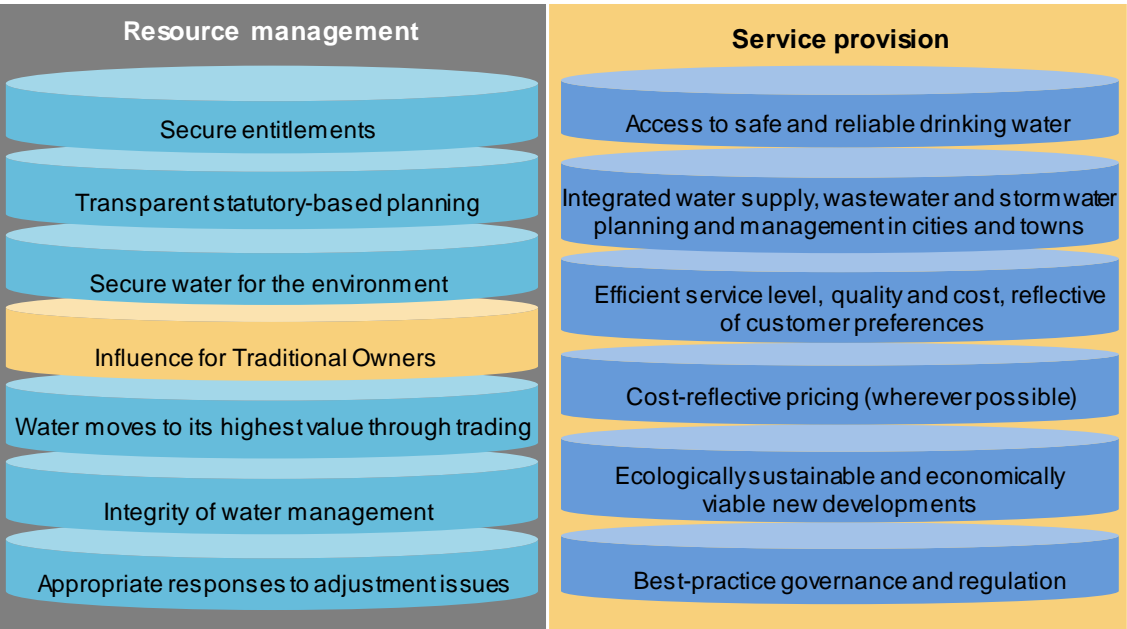 Resource management
Secure entitlements
Transparent statutory-based planning
Secure water for the environment
Influence for Traditional Owners
Water moves to its highest value through trading
Integrity of water management
Appropriate responses to adjustment issues
Service provision
Access to safe and reliable drinking water
Integrated water supply, wastewater and stormwater
planning and management in cities and towns
Efficient service level, quality and cost, reflective
of customer preferences
Cost-reflective pricing (wherever possible)
Ecologically sustainable and economically
viable new developments
Best-practice governance and regulation